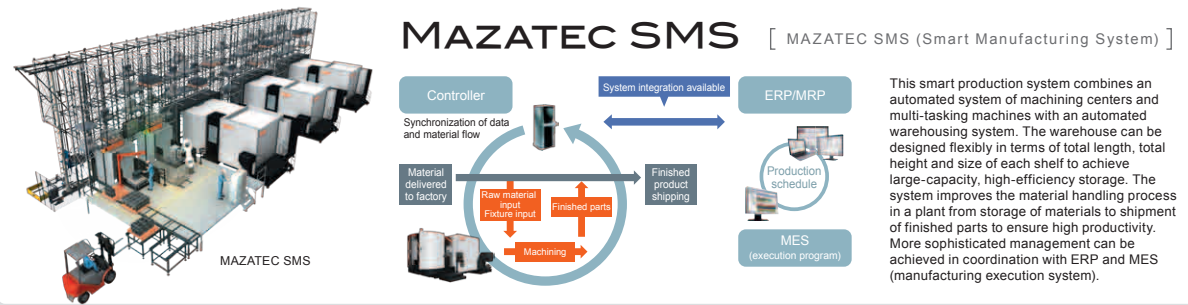 MAZATEC SMS
MAZATEC SMS
[ MAZATEC SMS (Smart Manufacturing System) ]
Controller
Synchronization of data
and material flow
System integration available
ERP/MRP
Material
delivered
to factory
Raw material
input
Fixture input
Finished parts
Machining
Finished
product
shipping
Production
schedule
MES
(execution program)
This smart production system combines an
automated system of machining centers and
multi-tasking machines with an automated
warehousing system. The warehouse can be
designed flexibly in terms of total length, total
height and size of each shelf to achieve
large-capacity, high-efficiency storage. The
system improves the material handling process
in a plant from storage of materials to shipment
of finished parts to ensure high productivity.
More sophisticated management can be
achieved in coordination with ERP and MES
(manufacturing execution system).